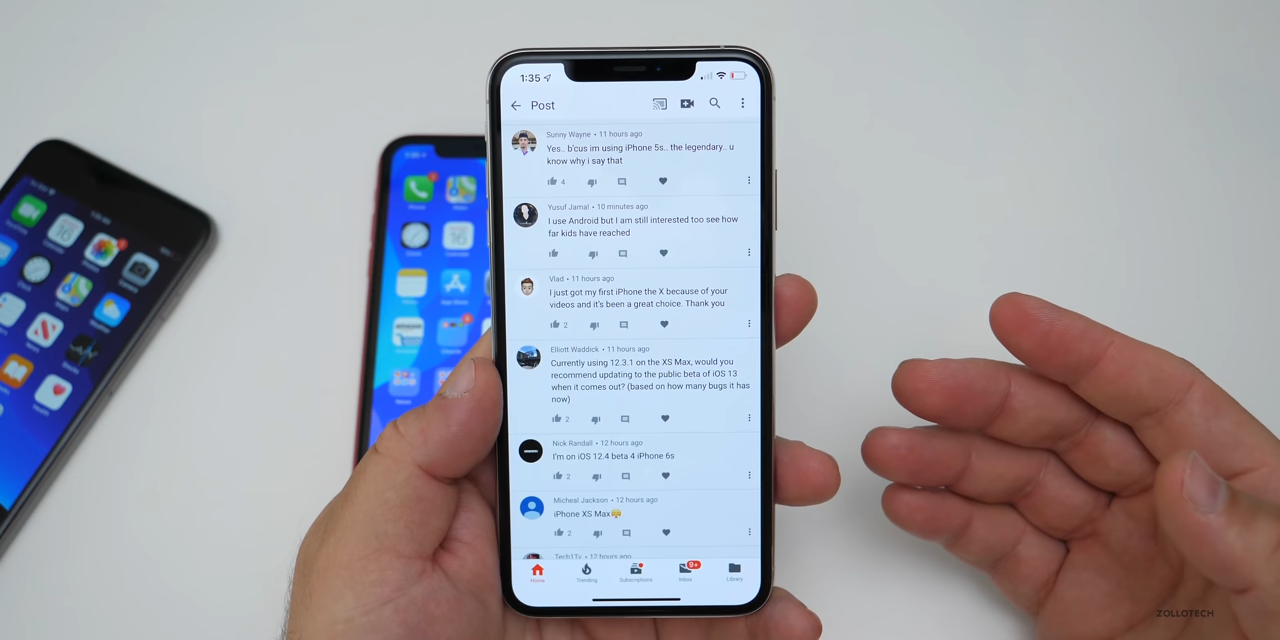 1:35
Post
Sunny Wayne • 11 hours ago
Yes.. b'cus im using iPhone 5s.. the legendary.. u
know why i say that
4
Yusuf Jamal • 10 minutes ago
I use Android but I am still interested too see how
far kids have reached
Vlad • 11 hours ago
I just got my first iPhone the X because of your
videos and it's been a great choice. Thank you
2
Elliott Waddick • 11 hours ago
Currently using 12.3.1 on the XS Max, would you
recommend updating to the public beta of iOS 13
when it comes out? (based on how many bugs it has
now)
2
Nick Randall • 12 hours ago
I'm on iOS 12.4 beta 4 iPhone 6s
2
Micheal Jackson • 12 hours ago
iPhone XS Max😤
2
Tech1Tv • 12 hours ago
9+
Home Trending Subscriptions Inbox Library
ZOLLOTECH